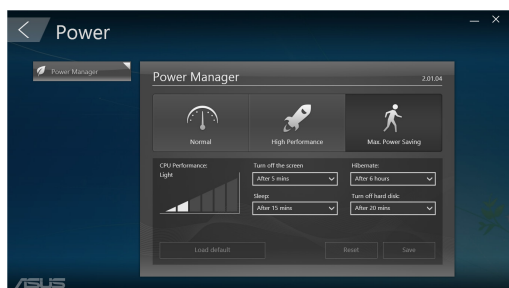 Power
Power Manager
Power Manager 2.01.04
Normal High Performance Max. Power Saving
CPU Performance: Turn off the screen Hibernate:
Light After 5 mins After 6 hours
Sleep: Turn off hard disk:
After 15 mins After 20 mins
Load default Reset Save
ASUS